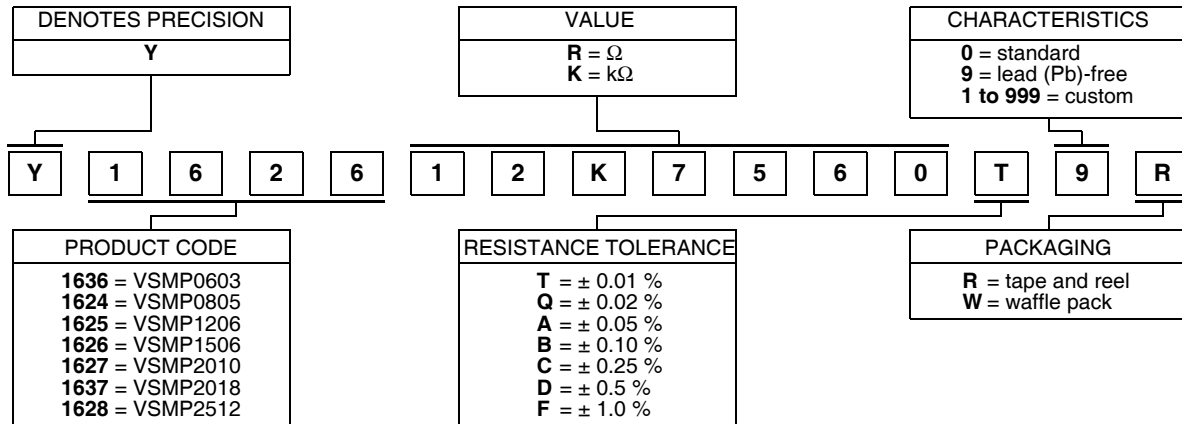 DENOTES PRECISION
Y
VALUE
R = Ω
K = kΩ
CHARACTERISTICS
0 = standard
9 = lead (Pb)-free
1 to 999 = custom
Y 1 6 2 6 1 2 K 7 5 6 0 T 9 R
PRODUCT CODE
1636 = VSMP0603
1624 = VSMP0805
1625 = VSMP1206
1626 = VSMP1506
1627 = VSMP2010
1637 = VSMP2018
1628 = VSMP2512
RESISTANCE TOLERANCE
T = ± 0.01 %
Q = ± 0.02 %
A = ± 0.05 %
B = ± 0.10 %
C = ± 0.25 %
D = ± 0.5 %
F = ± 1.0 %
PACKAGING
R = tape and reel
W = waffle pack